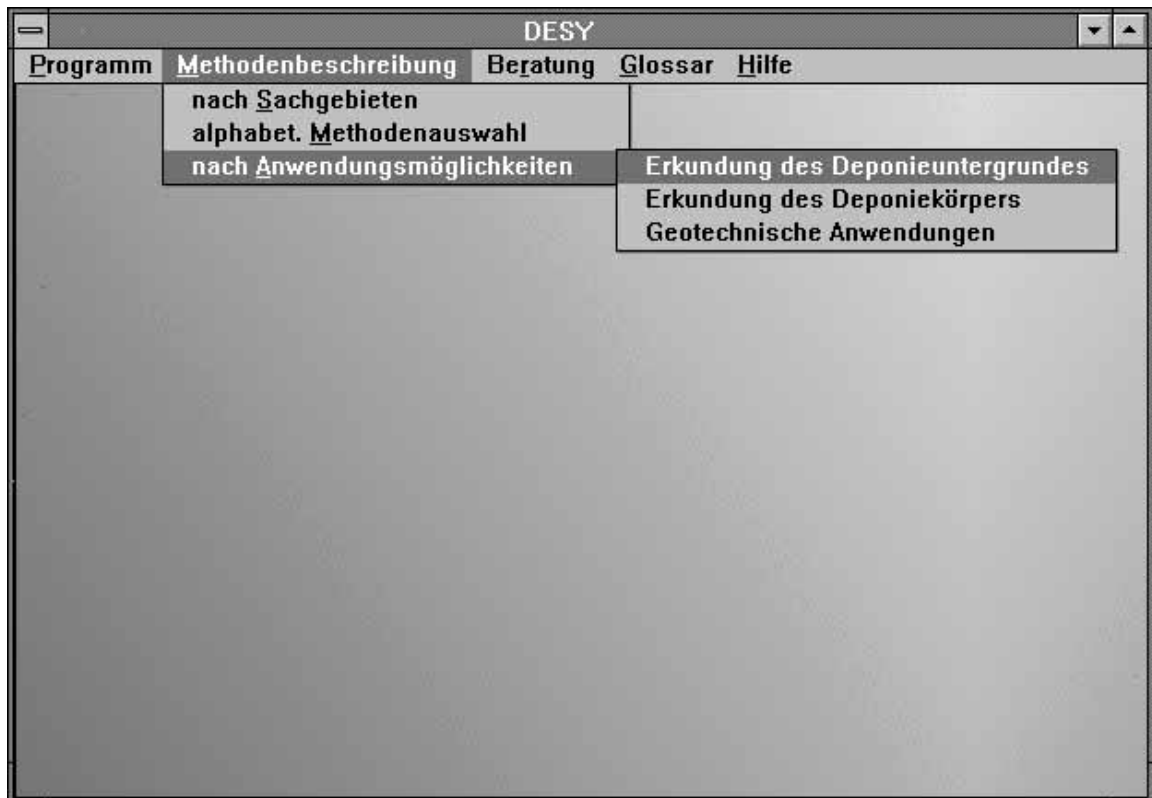 DESY
Programm Methodenbeschreibung Beratung Glossar Hilfe
nach Sachgebieten
alphabet. Methodenauswahl
nach Anwendungsmöglichkeiten
Erkundung des Deponieuntergrundes
Erkundung des Deponiekörpers
Geotechnische Anwendungen